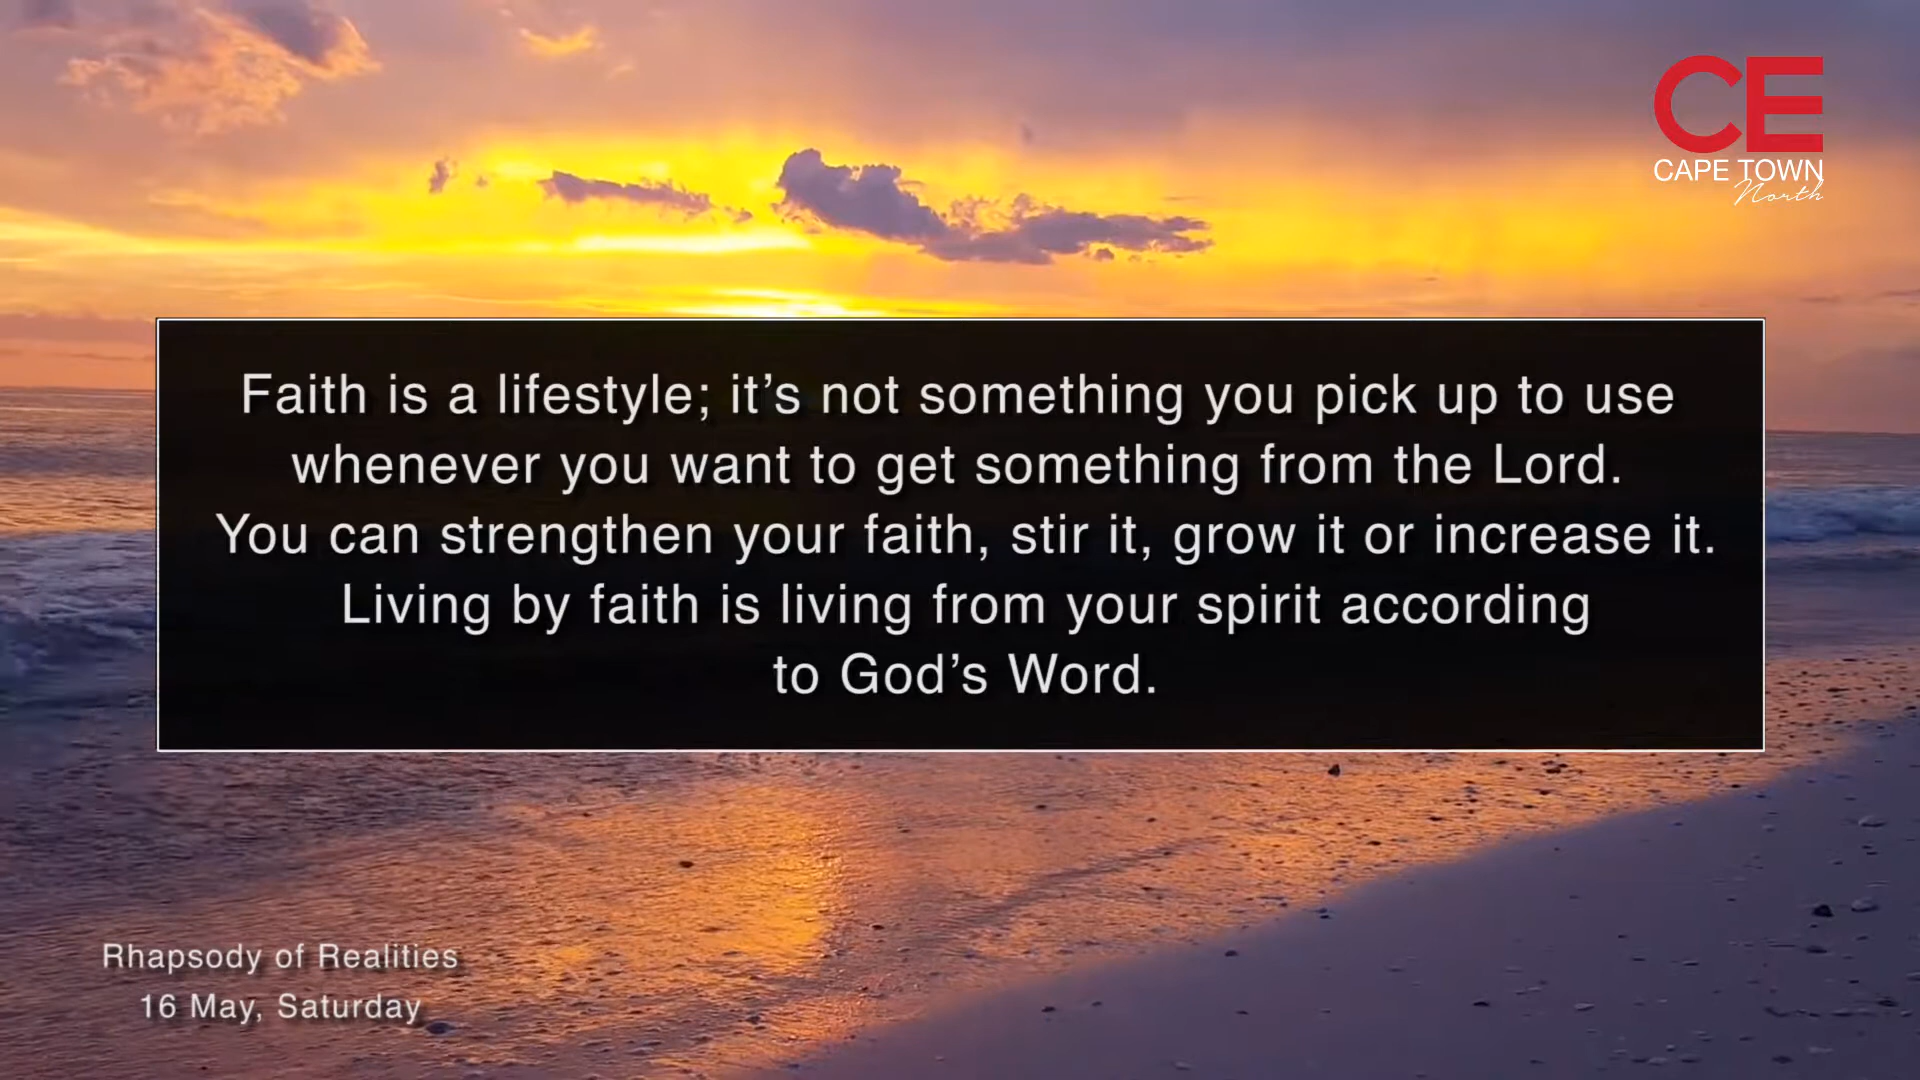 CE
CAPE TOWN
North
Faith is a lifestyle; it’s not something you pick up to use
whenever you want to get something from the Lord.
You can strengthen your faith, stir it, grow it or increase it.
Living by faith is living from your spirit according
to God’s Word.
Rhapsody of Realities
16 May, Saturday